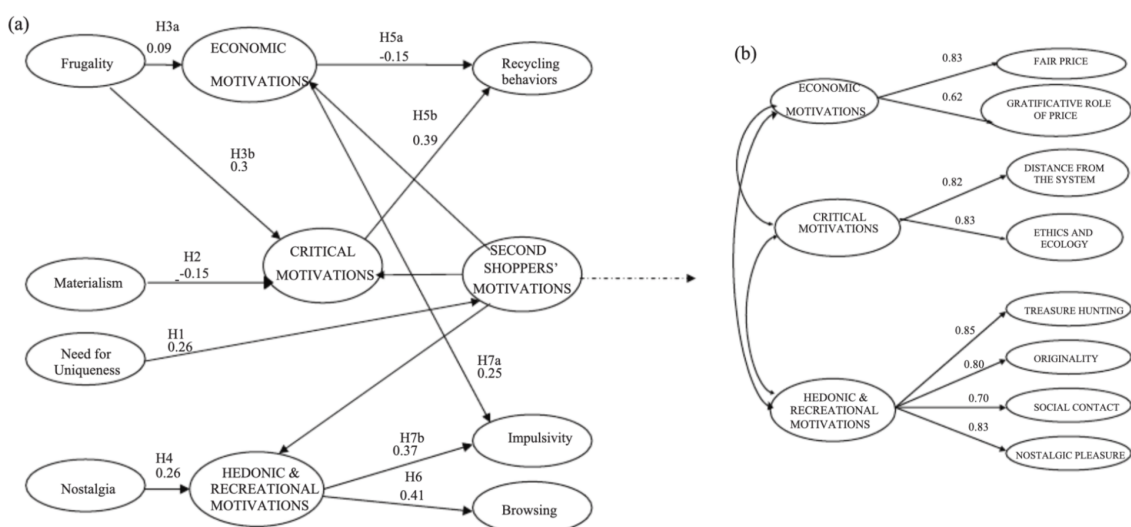 (a)
H3a
0.09
Frugality
ECONOMIC
MOTIVATIONS
H5a
-0.15
Recycling
behaviors
H5b
0.39
H3b
0.3
CRITICAL
MOTIVATIONS
SECOND
SHOPPERS'
MOTIVATIONS
Materialism
H2
-0.15
Need for
Uniqueness
H1
0.26
H7a
0.25
Nostalgia
H4
0.26
HEDONIC &
RECREATIONAL
MOTIVATIONS
H7b
0.37
H6
0.41
Impulsivity
Browsing
(b)
ECONOMIC
MOTIVATIONS
0.83
0.62
FAIR PRICE
GRATIFICATIVE ROLE
OF PRICE
CRITICAL
MOTIVATIONS
0.82
0.83
DISTANCE FROM
THE SYSTEM
ETHICS AND
ECOLOGY
HEDONIC &
RECREATIONAL
MOTIVATIONS
0.85
0.80
0.70
0.83
TREASURE HUNTING
ORIGINALITY
SOCIAL CONTACT
NOSTALGIC PLEASURE